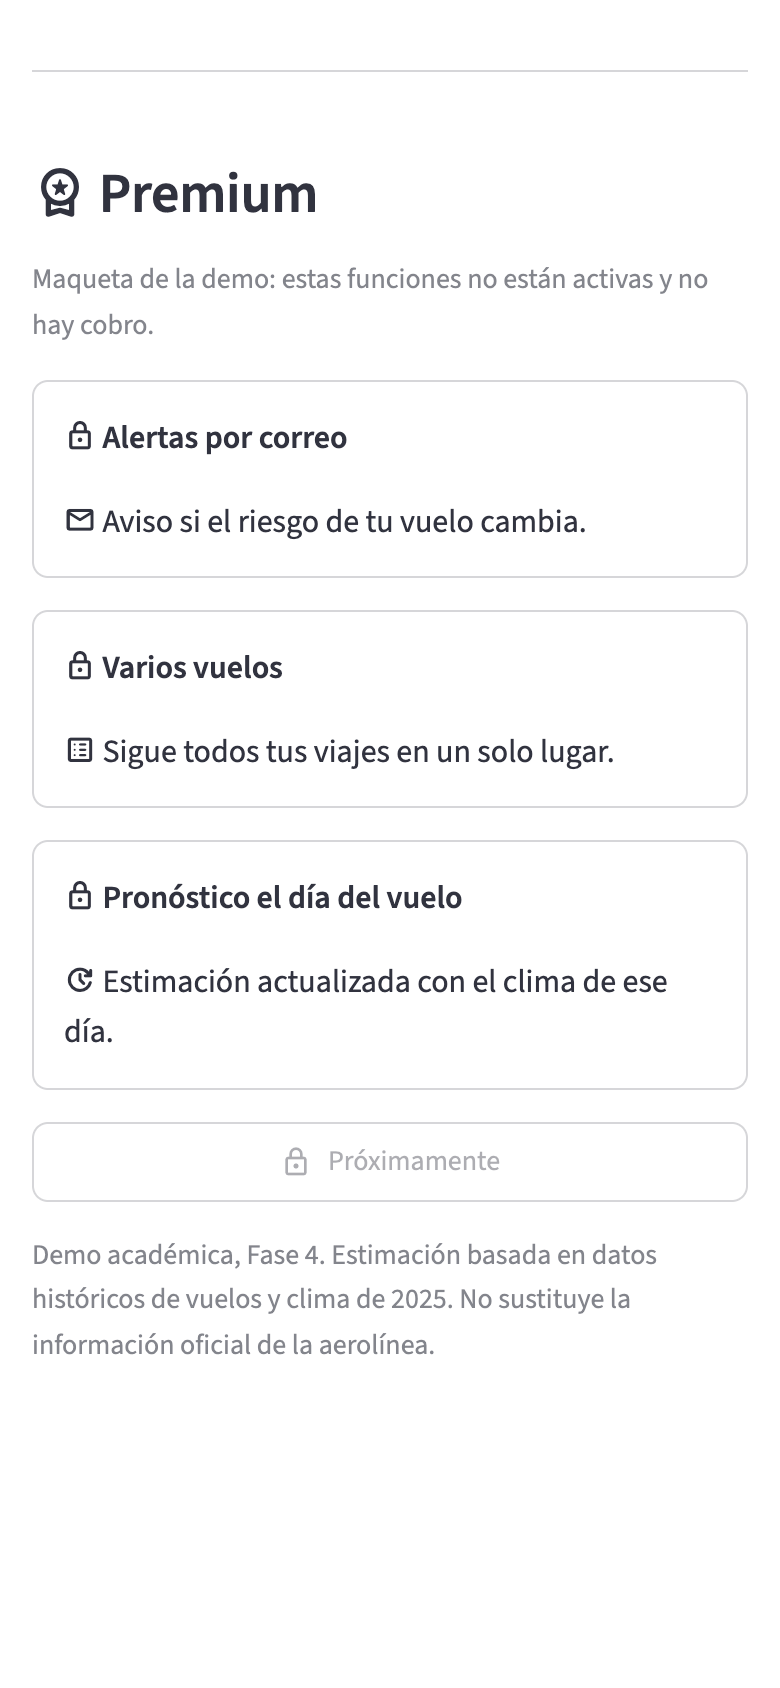 Premium
Maqueta de la demo: estas funciones no están activas y no
hay cobro.
Alertas por correo
Aviso si el riesgo de tu vuelo cambia.
Varios vuelos
Sigue todos tus viajes en un solo lugar.
Pronóstico el día del vuelo
Estimación actualizada con el clima de ese
día.
Próximamente
Demo académica, Fase 4. Estimación basada en datos
históricos de vuelos y clima de 2025. No sustituye la
información oficial de la aerolínea.